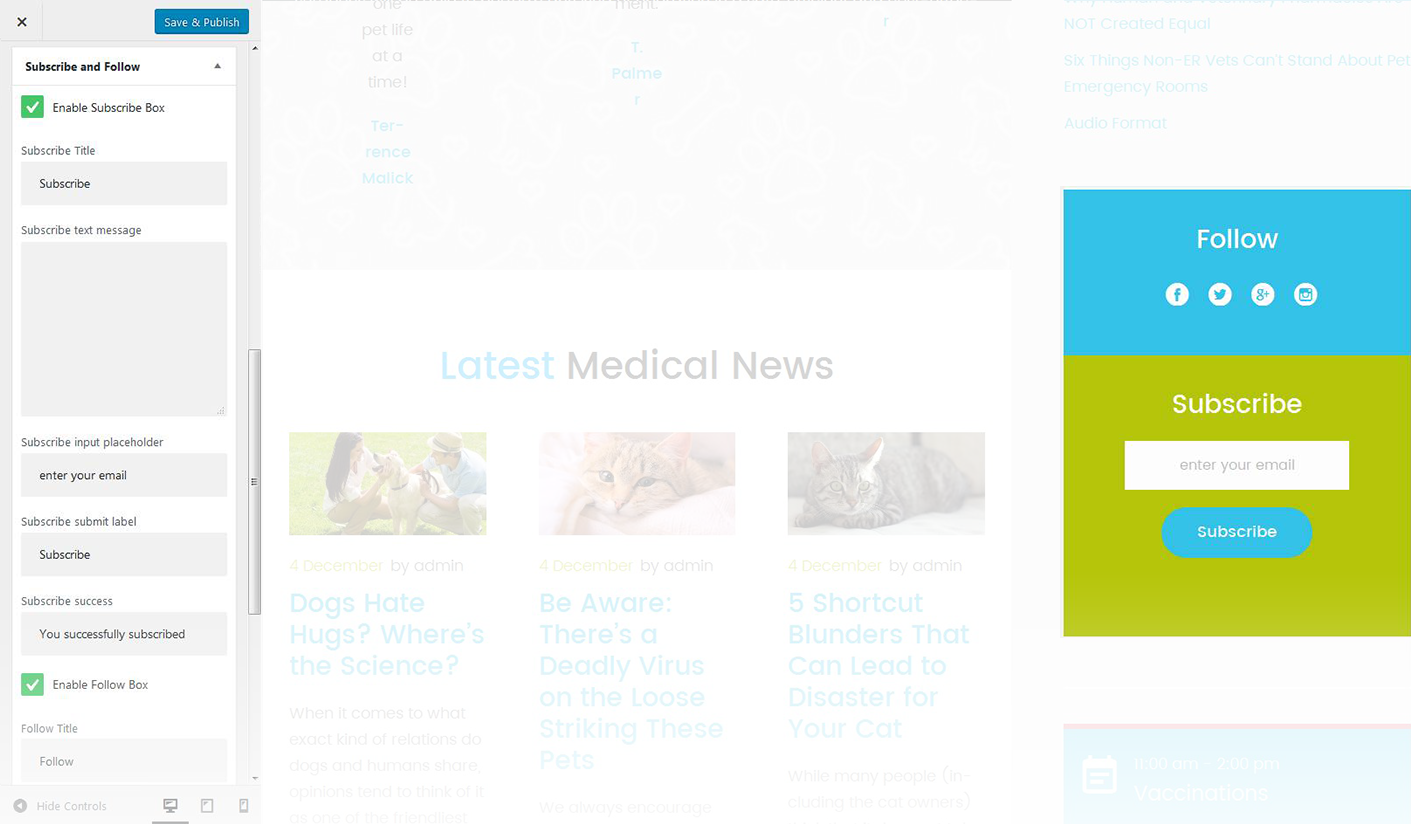 Save & Publish
Subscribe and Follow
Enable Subscribe Box
Subscribe Title
Subscribe
Subscribe text message
Subscribe input placeholder
enter your email
Subscribe submit label
Subscribe
Subscribe success
You successfully subscribed
Enable Follow Box
Follow Title
Follow
Hide Controls
one
pet life
at a
time!
Ter-
rence
Malick
ment.
T.
Palme
r
r
Latest Medical News
4 December by admin
Dogs Hate
Hugs? Where's
the Science?
When it comes to what
exact kind of relations do
dogs and humans share,
opinions tend to think of it
as one of the friendliest
4 December by admin
Be Aware:
There's a
Deadly Virus
on the Loose
Striking These
Pets
We always encourage
4 December by admin
5 Shortcut
Blunders That
Can Lead to
Disaster for
Your Cat
While many people (in-
cluding the cat owners)
NOT Created Equal
Six Things Non-ER Vets Can't Stand About Pet
Emergency Rooms
Audio Format
Follow
Subscribe
enter your email
Subscribe
11:00 am - 2:00 pm
Vaccinations